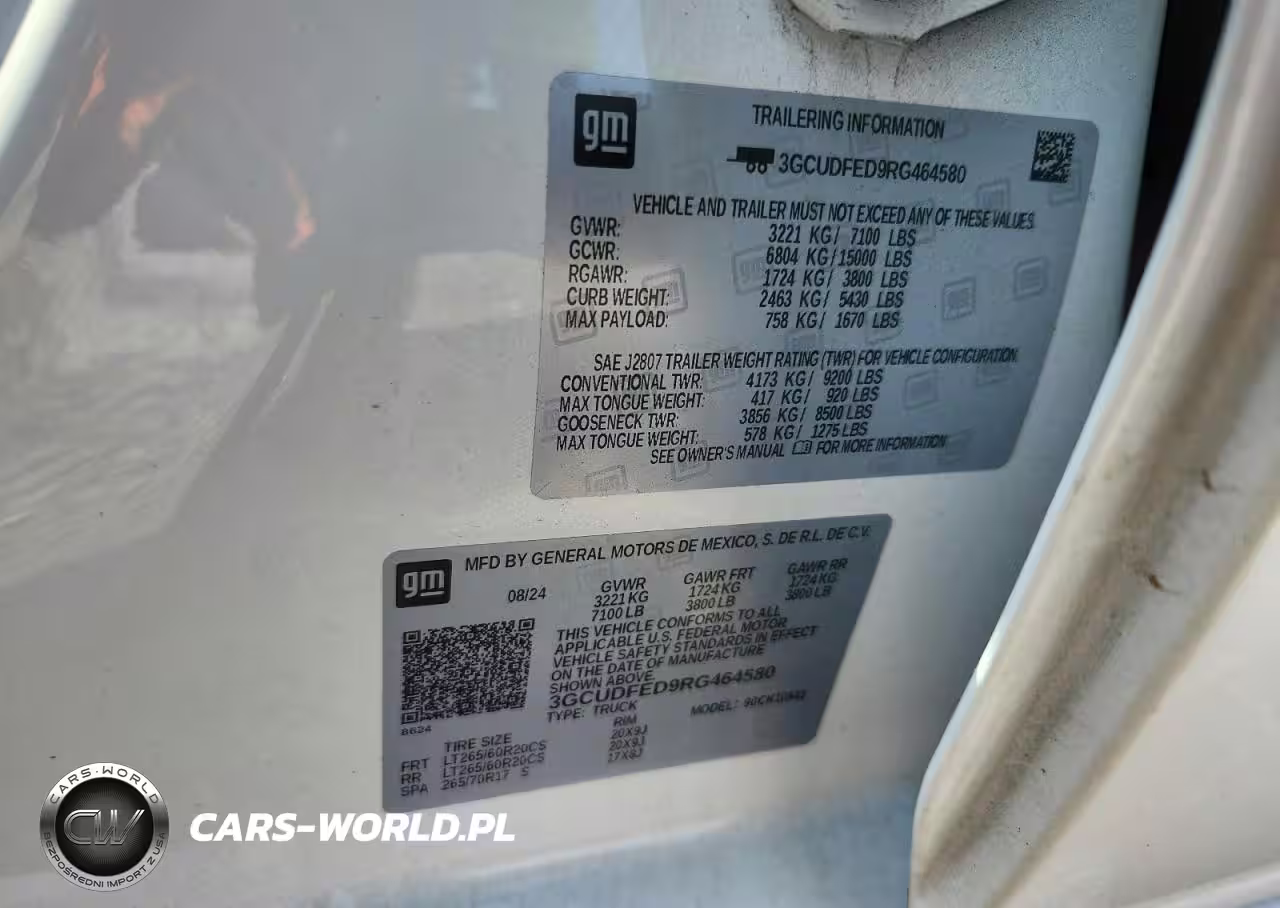 gm
TRAILERING INFORMATION
3GCUDFED9RG464580
VEHICLE AND TRAILER MUST NOT EXCEED ANY OF THESE VALUES.
GVWR: 3221 KG/ 7100 LBS
GCWR: 6804 KG/15000 LBS
RGAWR: 1724 KG/ 3800 LBS
CURB WEIGHT: 2463 KG/ 5430 LBS
MAX PAYLOAD: 758 KG/ 1670 LBS
SAE J2807 TRAILER WEIGHT RATING (TWR) FOR VEHICLE CONFIGURATION.
CONVENTIONAL TWR: 4173 KG/ 9200 LBS
MAX TONGUE WEIGHT: 417 KG/ 920 LBS
GOOSENECK TWR: 3856 KG/ 8500 LBS
MAX TONGUE WEIGHT: 578 KG/ 1275 LBS
SEE OWNER'S MANUAL FOR MORE INFORMATION
gm
MFD BY GENERAL MOTORS DE MEXICO, S. DE R.L. DE C.V.
08/24 GVWR GAWR FRT GAWR RR
3221 KG 1724 KG 1724 KG
7100 LB 3800 LB 3800 LB
THIS VEHICLE CONFORMS TO ALL
APPLICABLE U.S. FEDERAL MOTOR
VEHICLE SAFETY STANDARDS IN EFFECT
ON THE DATE OF MANUFACTURE
SHOWN ABOVE.
3GCUDFED9RG464580
TYPE: TRUCK MODEL:
8624
TIRE SIZE RIM
FRT LT265/60R20CS 20X9J
RR LT265/60R20CS 20X9J
SPA 265/70R17 S 17X8J
CARS-WORLD
CW
BEZPOŚREDNI IMPORT Z USA
CARS-WORLD.PL